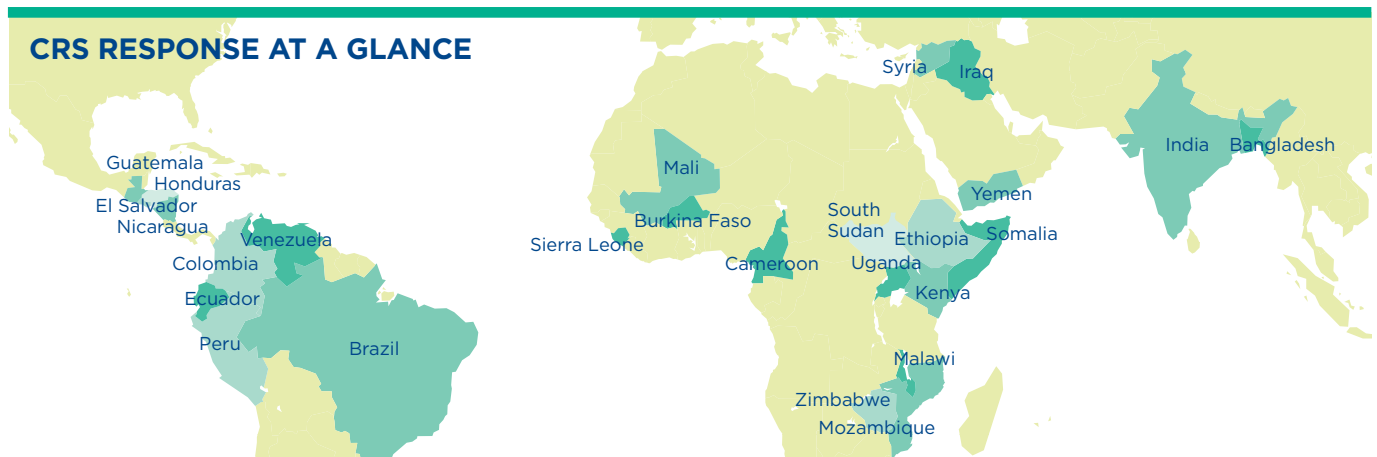 CRS RESPONSE AT A GLANCE
Guatemala
Honduras
El Salvador
Nicaragua
Venezuela
Colombia
Ecuador
Peru
Brazil
Mali
Burkina Faso
Sierra Leone
Cameroon
Syria
Iraq
Yemen
South
Sudan
Ethiopia
Somalia
Uganda
Kenya
Malawi
Zimbabwe
Mozambique
India
Bangladesh